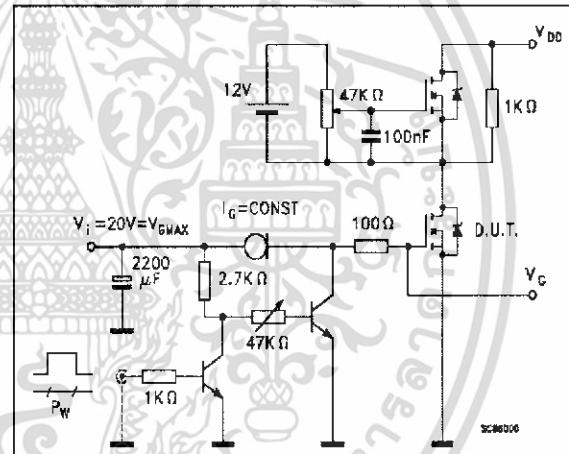 V_DD
12V
47KΩ
1KΩ
100nF
V_i=20V=V_GMAX
I_G=CONST
100Ω
D.U.T.
2200
μF
2.7KΩ
V_G
47KΩ
1KΩ
P_W